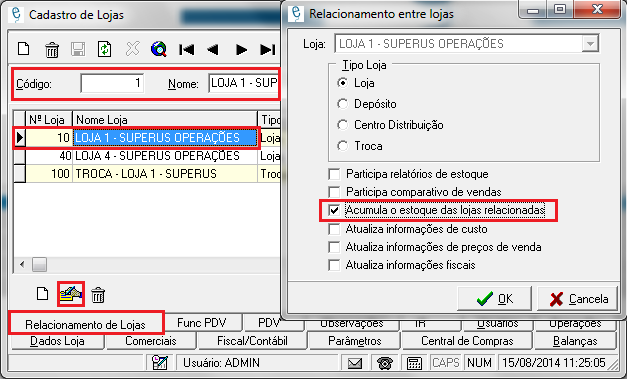 Cadastro de Lojas
Código: 1 Nome: LOJA 1 - SUP
Nº Loja Nome Loja Tipo
10 LOJA 1 - SUPERUS OPERAÇÕES Loja
40 LOJA 4 - SUPERUS OPERAÇÕES Loja
100 TROCA - LOJA 1 - SUPERUS Troc
Relacionamento de Lojas Func PDV PDV Observações IR Usuários Operações
Dados Loja Comerciais Fiscal/Contábil Parâmetros Central de Compras Balanças
Usuário: ADMIN CAPS NUM 15/08/2014 11:25:05
Relacionamento entre lojas
Loja: LOJA 1 - SUPERUS OPERAÇÕES
Tipo Loja
Loja
Depósito
Centro Distribuição
Troca
Participa relatórios de estoque
Participa comparativo de vendas
Acumula o estoque das lojas relacionadas
Atualiza informações de custo
Atualiza informações de preços de venda
Atualiza informações fiscais
OK Cancela